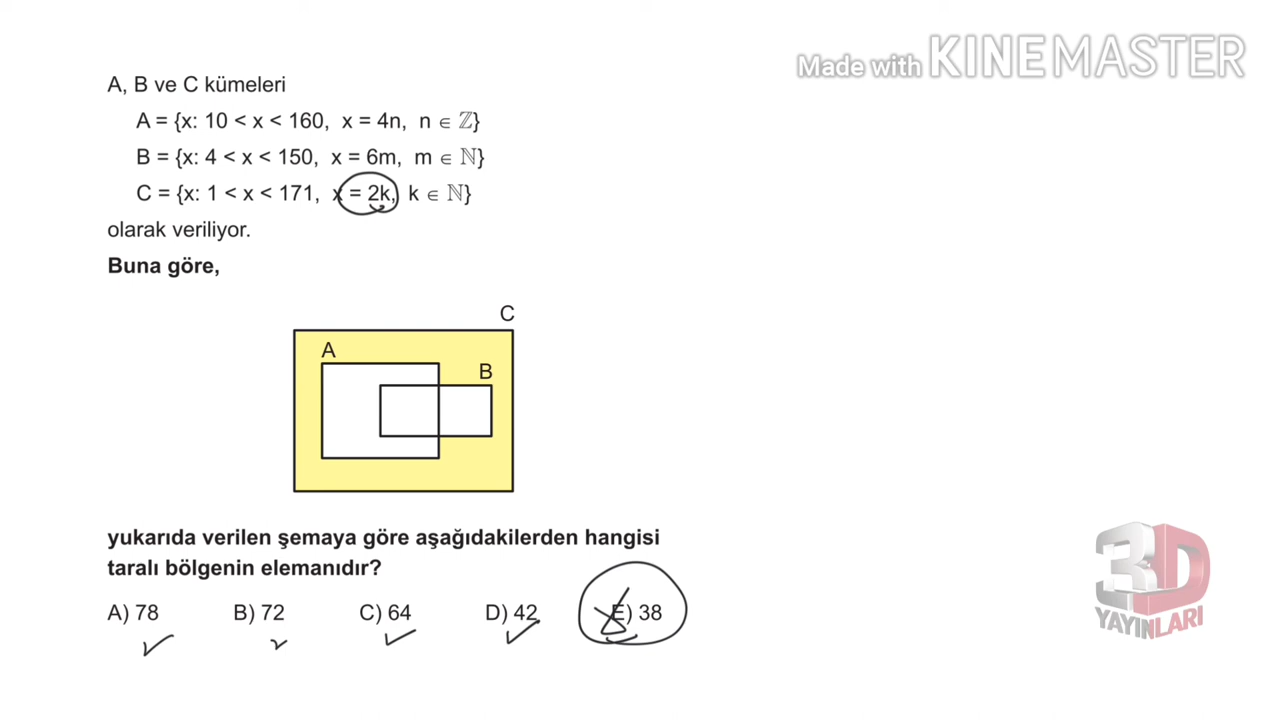 Made with KINEMASTER
A, B ve C kümeleri
A = {x: 10 < x < 160, x = 4n, n ∈ ℤ}
B = {x: 4 < x < 150, x = 6m, m ∈ ℕ}
C = {x: 1 < x < 171, x = 2k, k ∈ ℕ}
olarak veriliyor.
Buna göre,
C
A
B
yukarıda verilen şemaya göre aşağıdakilerden hangisi
taralı bölgenin elemanıdır?
A) 78 B) 72 C) 64 D) 42 E) 38
3D
YAYINLARI